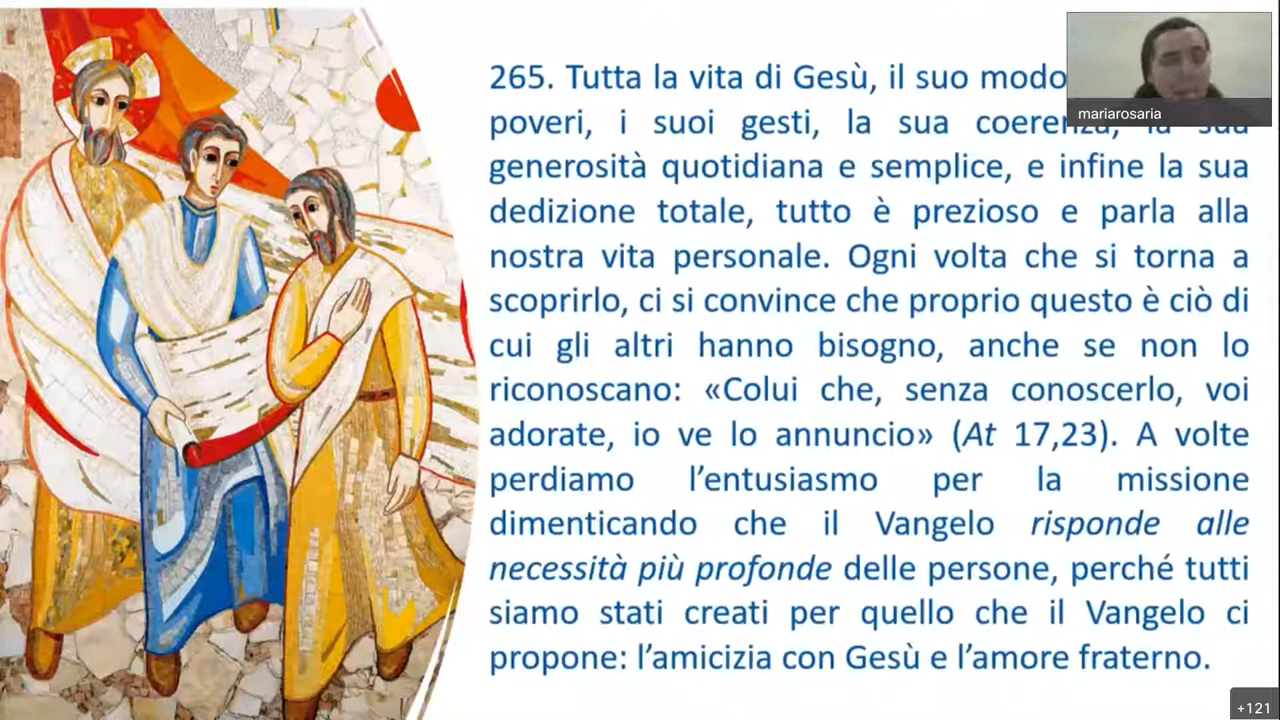 265. Tutta la vita di Gesù, il suo modo
poveri, i suoi gesti, la sua coerenza, la sua
generosità quotidiana e semplice, e infine la sua
dedizione totale, tutto è prezioso e parla alla
nostra vita personale. Ogni volta che si torna a
scoprirlo, ci si convince che proprio questo è ciò di
cui gli altri hanno bisogno, anche se non lo
riconoscano: «Colui che, senza conoscerlo, voi
adorate, io ve lo annuncio» (At 17,23). A volte
perdiamo l’entusiasmo per la missione
dimenticando che il Vangelo risponde alle
necessità più profonde delle persone, perché tutti
siamo stati creati per quello che il Vangelo ci
propone: l’amicizia con Gesù e l’amore fraterno.
mariarosaria
+121